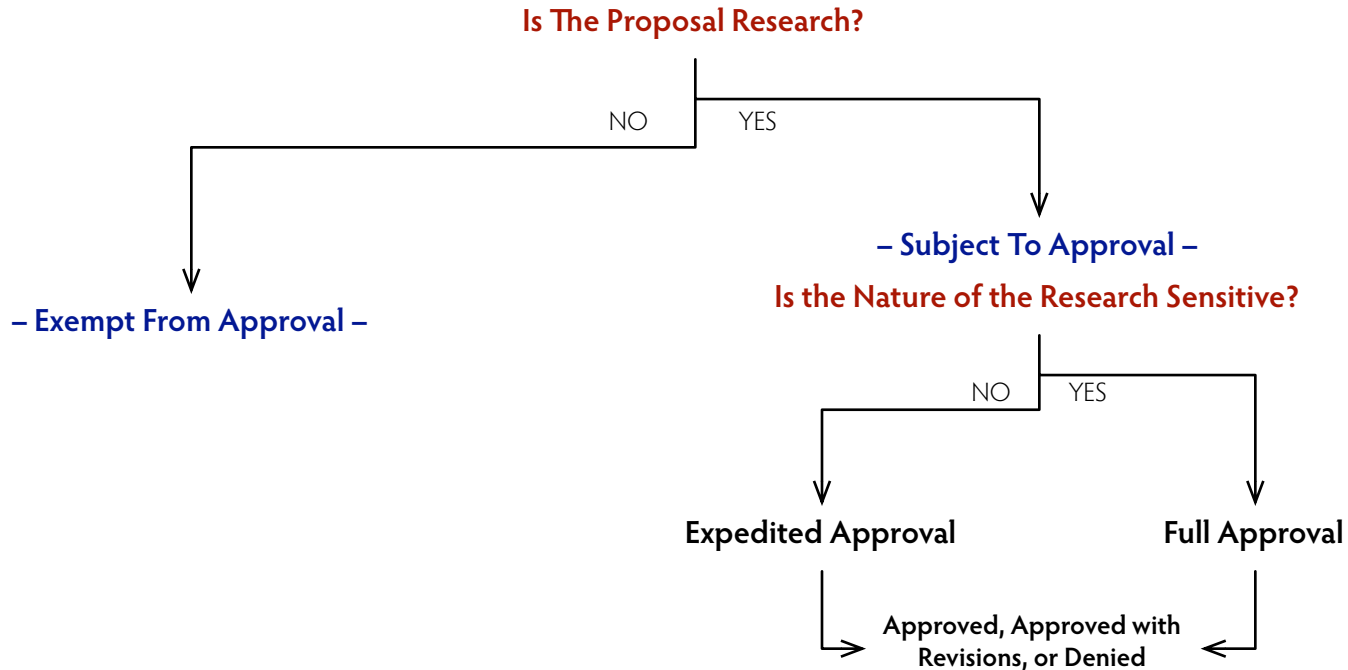 Is The Proposal Research?
NO
YES
– Subject To Approval –
Is the Nature of the Research Sensitive?
– Exempt From Approval –
NO
YES
Expedited Approval
Full Approval
Approved, Approved with
Revisions, or Denied